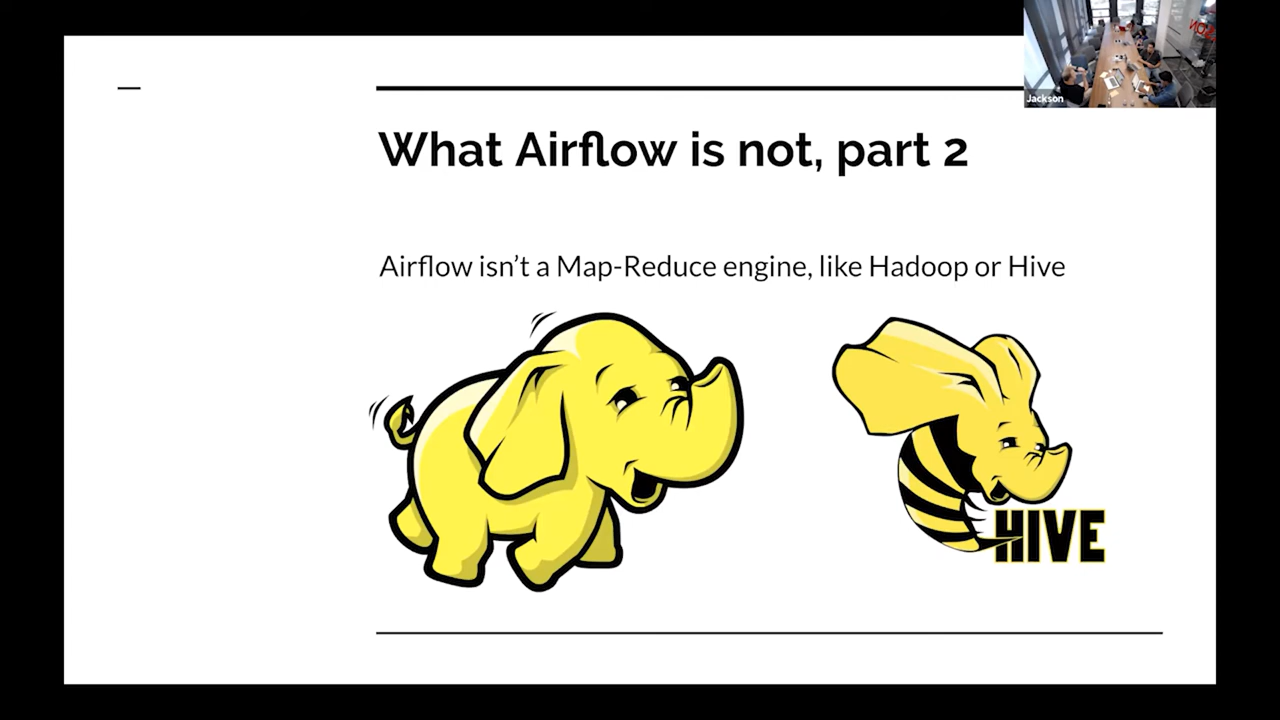 What Airflow is not, part 2
Airflow isn't a Map-Reduce engine, like Hadoop or Hive
HIVE
Jackson